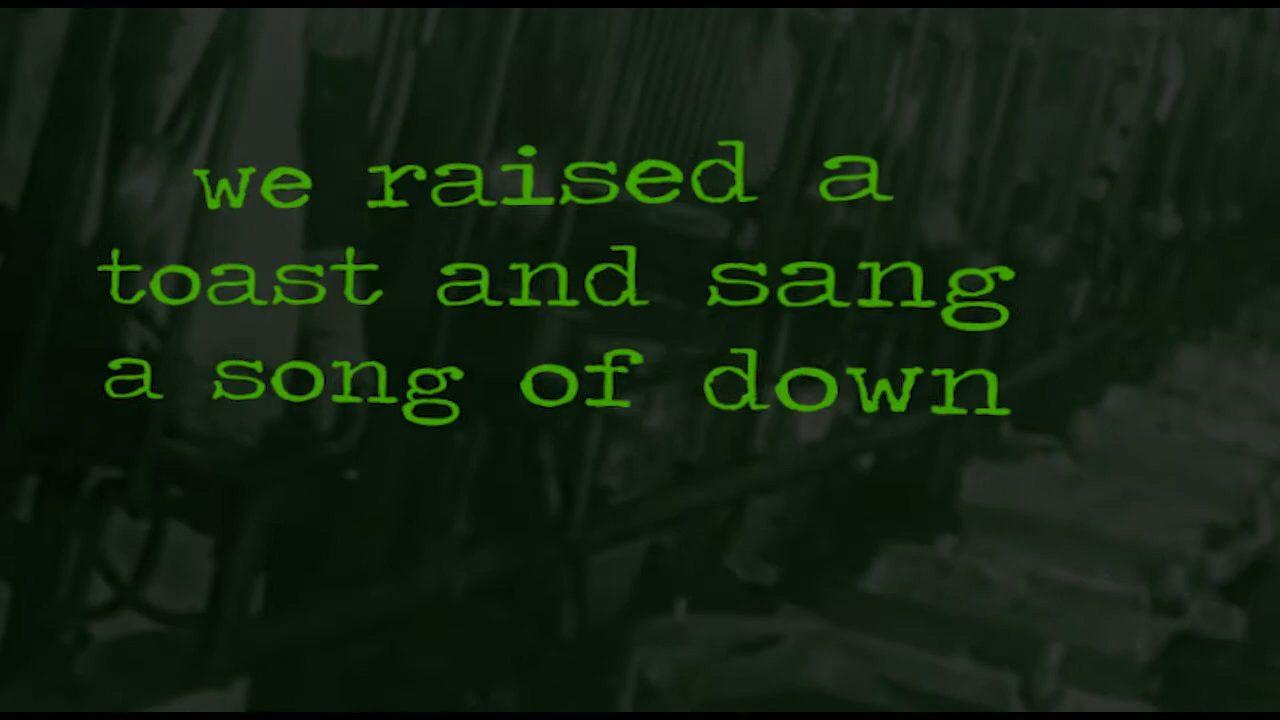 we raised a
toast and sang
a song of down